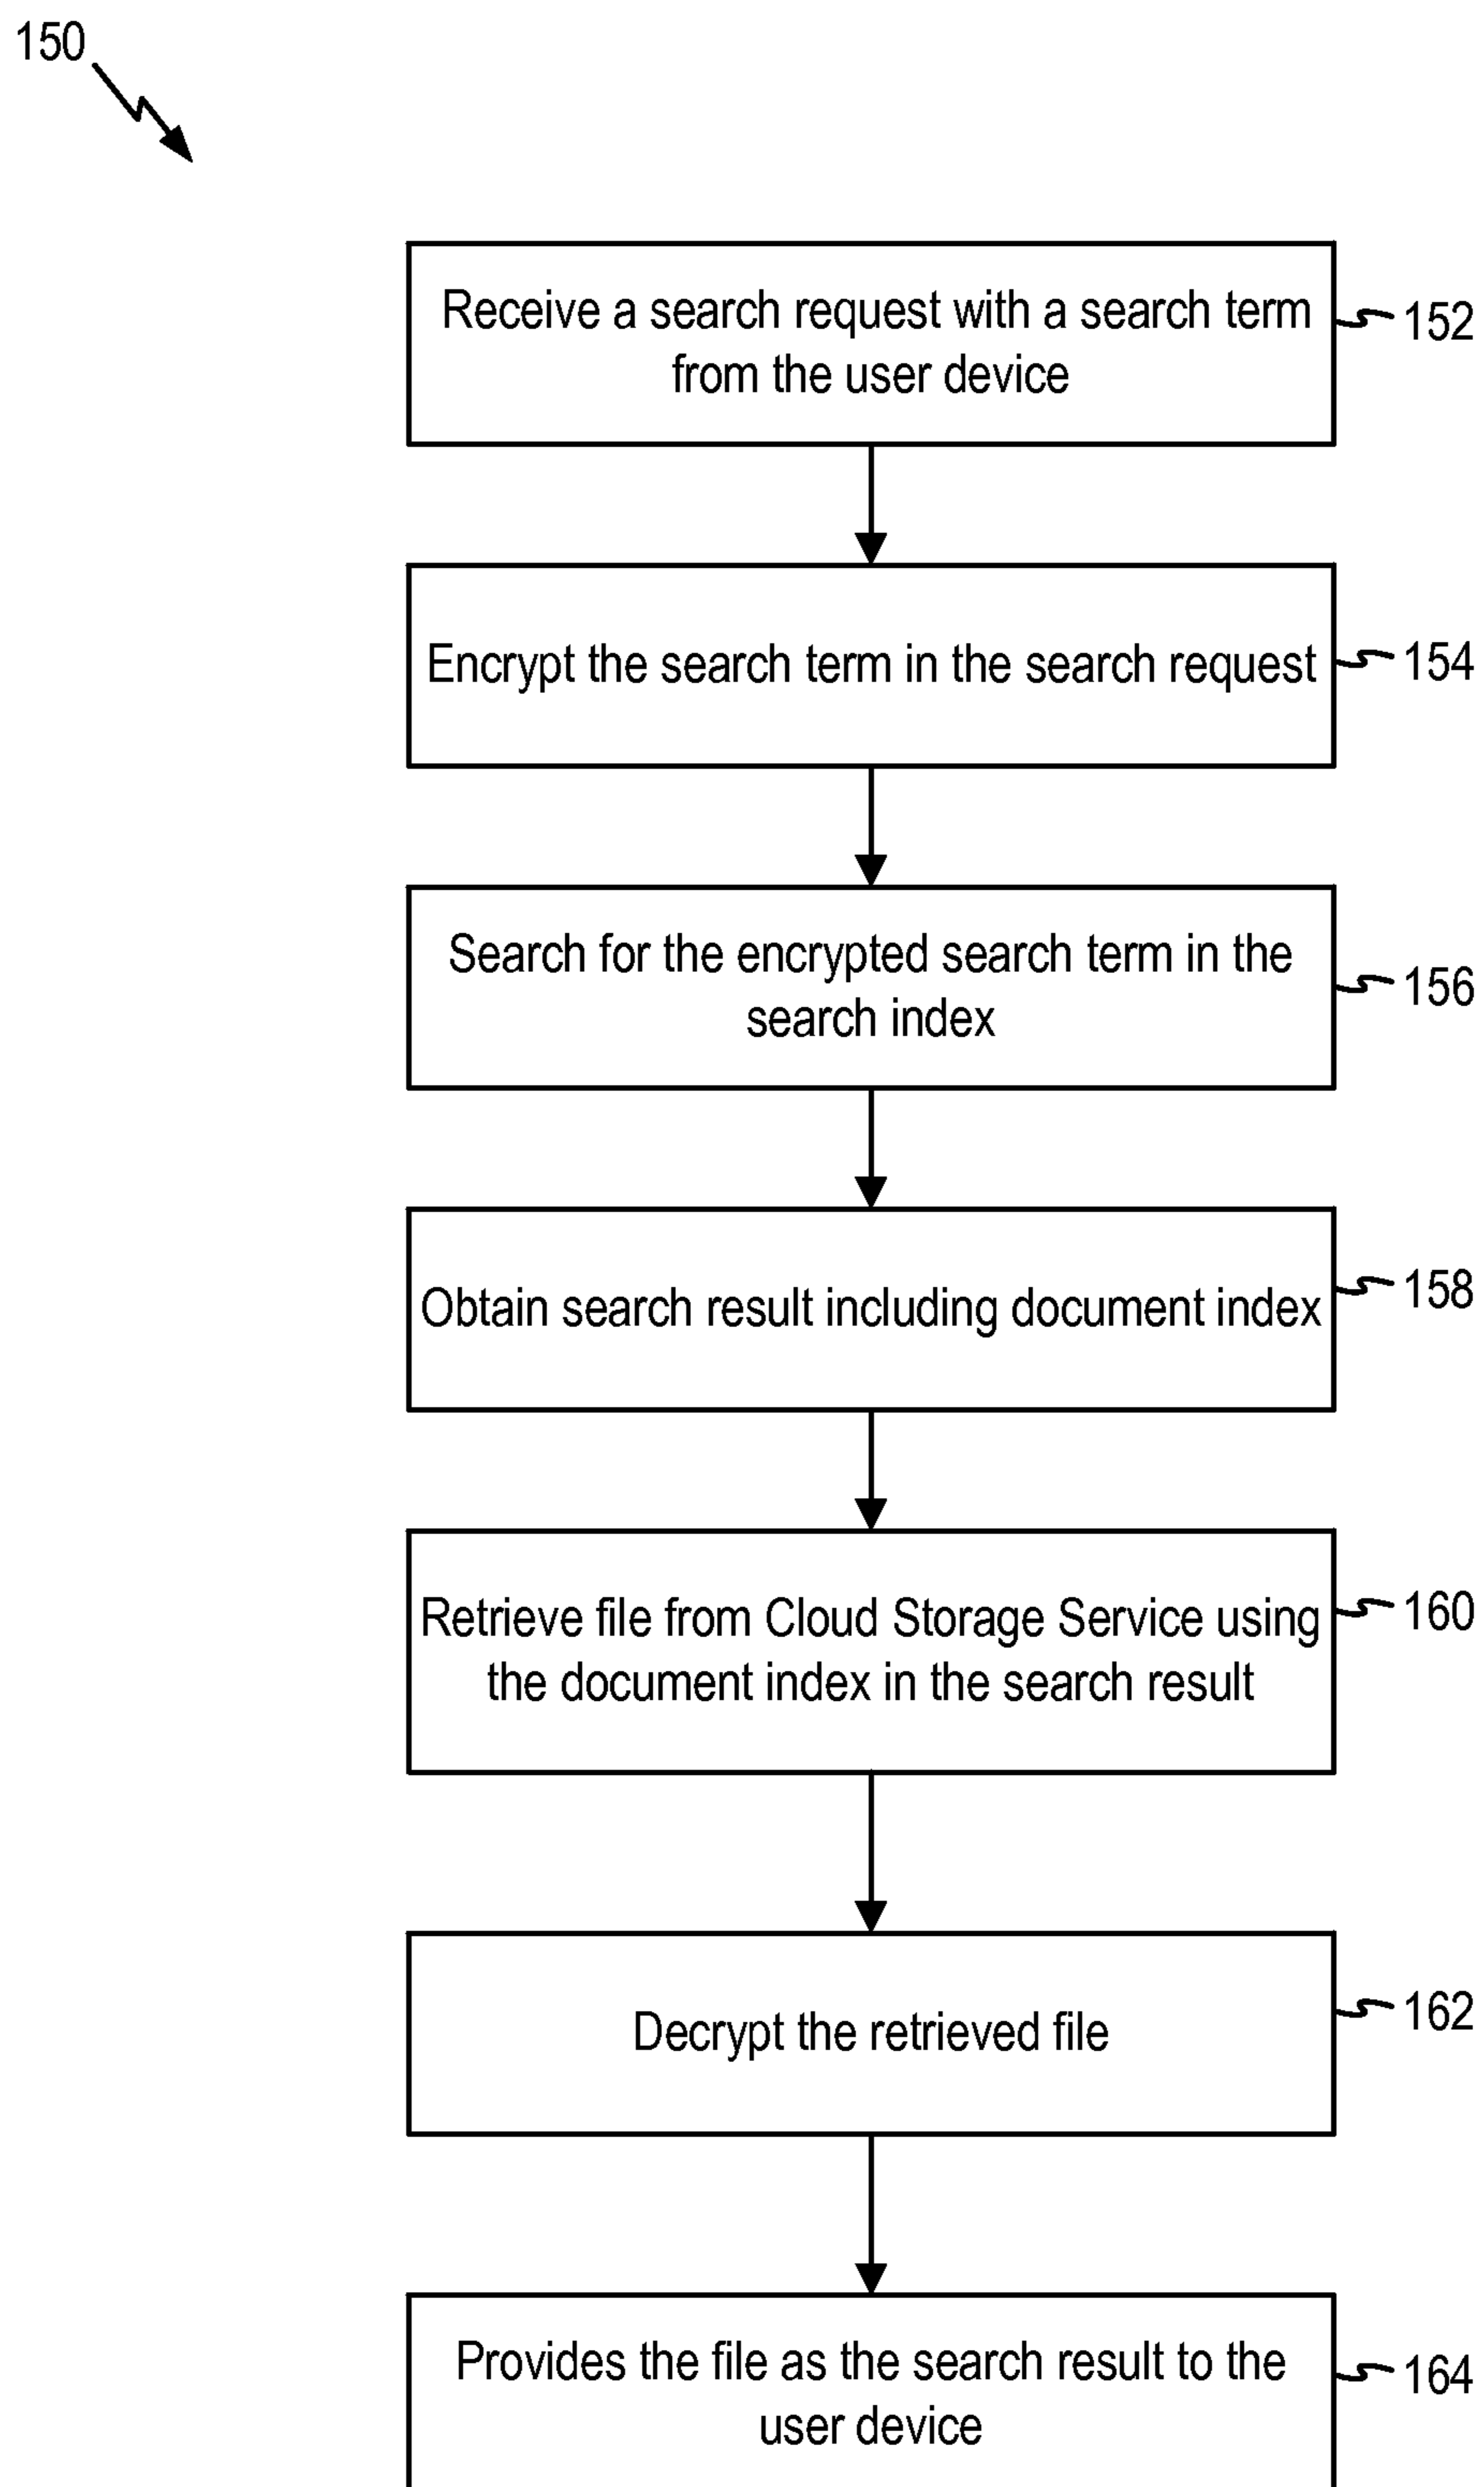 150
Receive a search request with a search term
from the user device
152
Encrypt the search term in the search request
154
Search for the encrypted search term in the
search index
156
Obtain search result including document index
158
Retrieve file from Cloud Storage Service using
the document index in the search result
160
Decrypt the retrieved file
162
Provides the file as the search result to the
user device
164